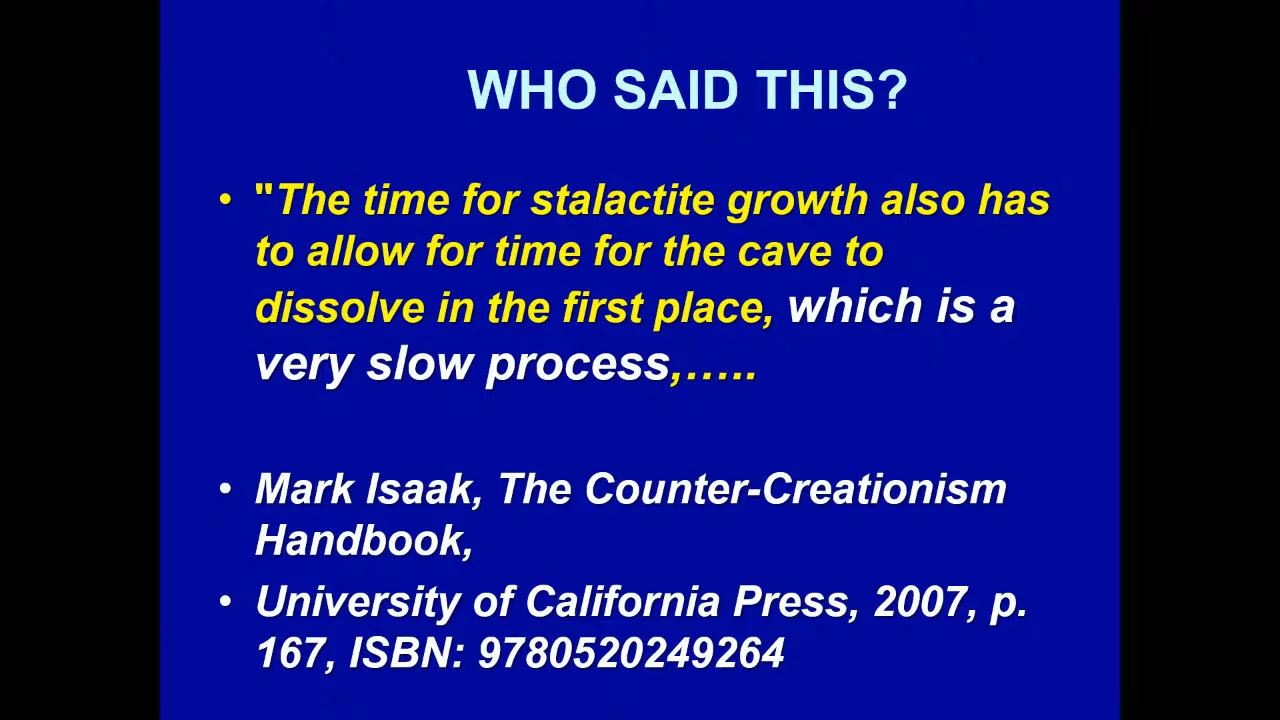 WHO SAID THIS?
• "The time for stalactite growth also has
to allow for time for the cave to
dissolve in the first place, which is a
very slow process,…..
• Mark Isaak, The Counter-Creationism
Handbook,
• University of California Press, 2007, p.
167, ISBN: 9780520249264